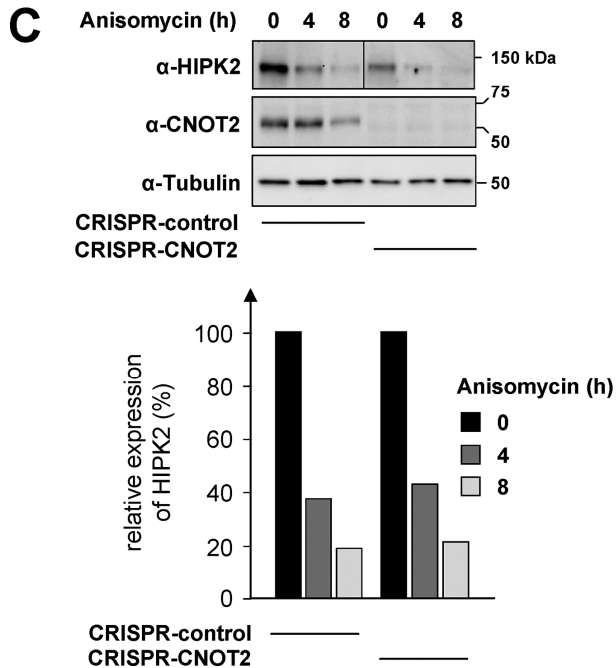 C
Anisomycin (h) 0 4 8 0 4 8
α-HIPK2 150 kDa
75
α-CNOT2
50
α-Tubulin 50
CRISPR-control
CRISPR-CNOT2
relative expression
of HIPK2 (%)
100
80
60
40
20
0
Anisomycin (h)
0
4
8
CRISPR-control
CRISPR-CNOT2